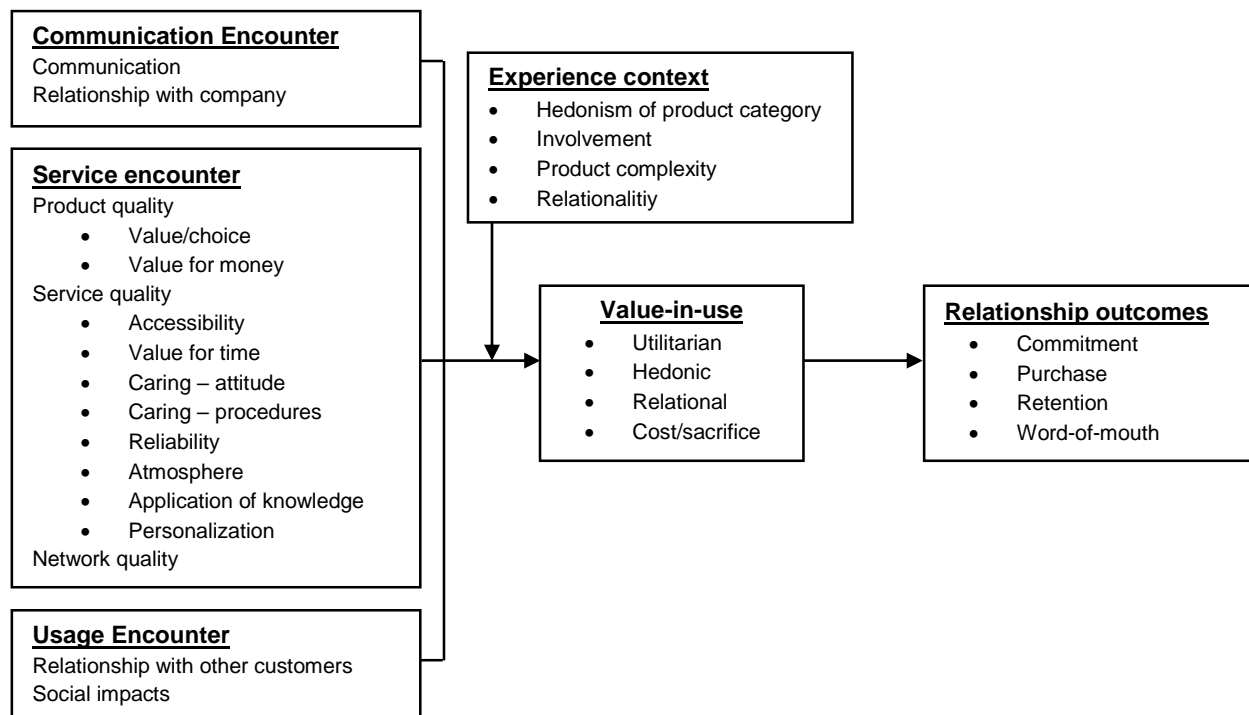 Communication Encounter
Communication
Relationship with company
Experience context
• Hedonism of product category
• Involvement
• Product complexity
• Relationalitiy
Service encounter
Product quality
• Value/choice
• Value for money
Service quality
• Accessibility
• Value for time
• Caring – attitude
• Caring – procedures
• Reliability
• Atmosphere
• Application of knowledge
• Personalization
Network quality
Value-in-use
• Utilitarian
• Hedonic
• Relational
• Cost/sacrifice
Relationship outcomes
• Commitment
• Purchase
• Retention
• Word-of-mouth
Usage Encounter
Relationship with other customers
Social impacts